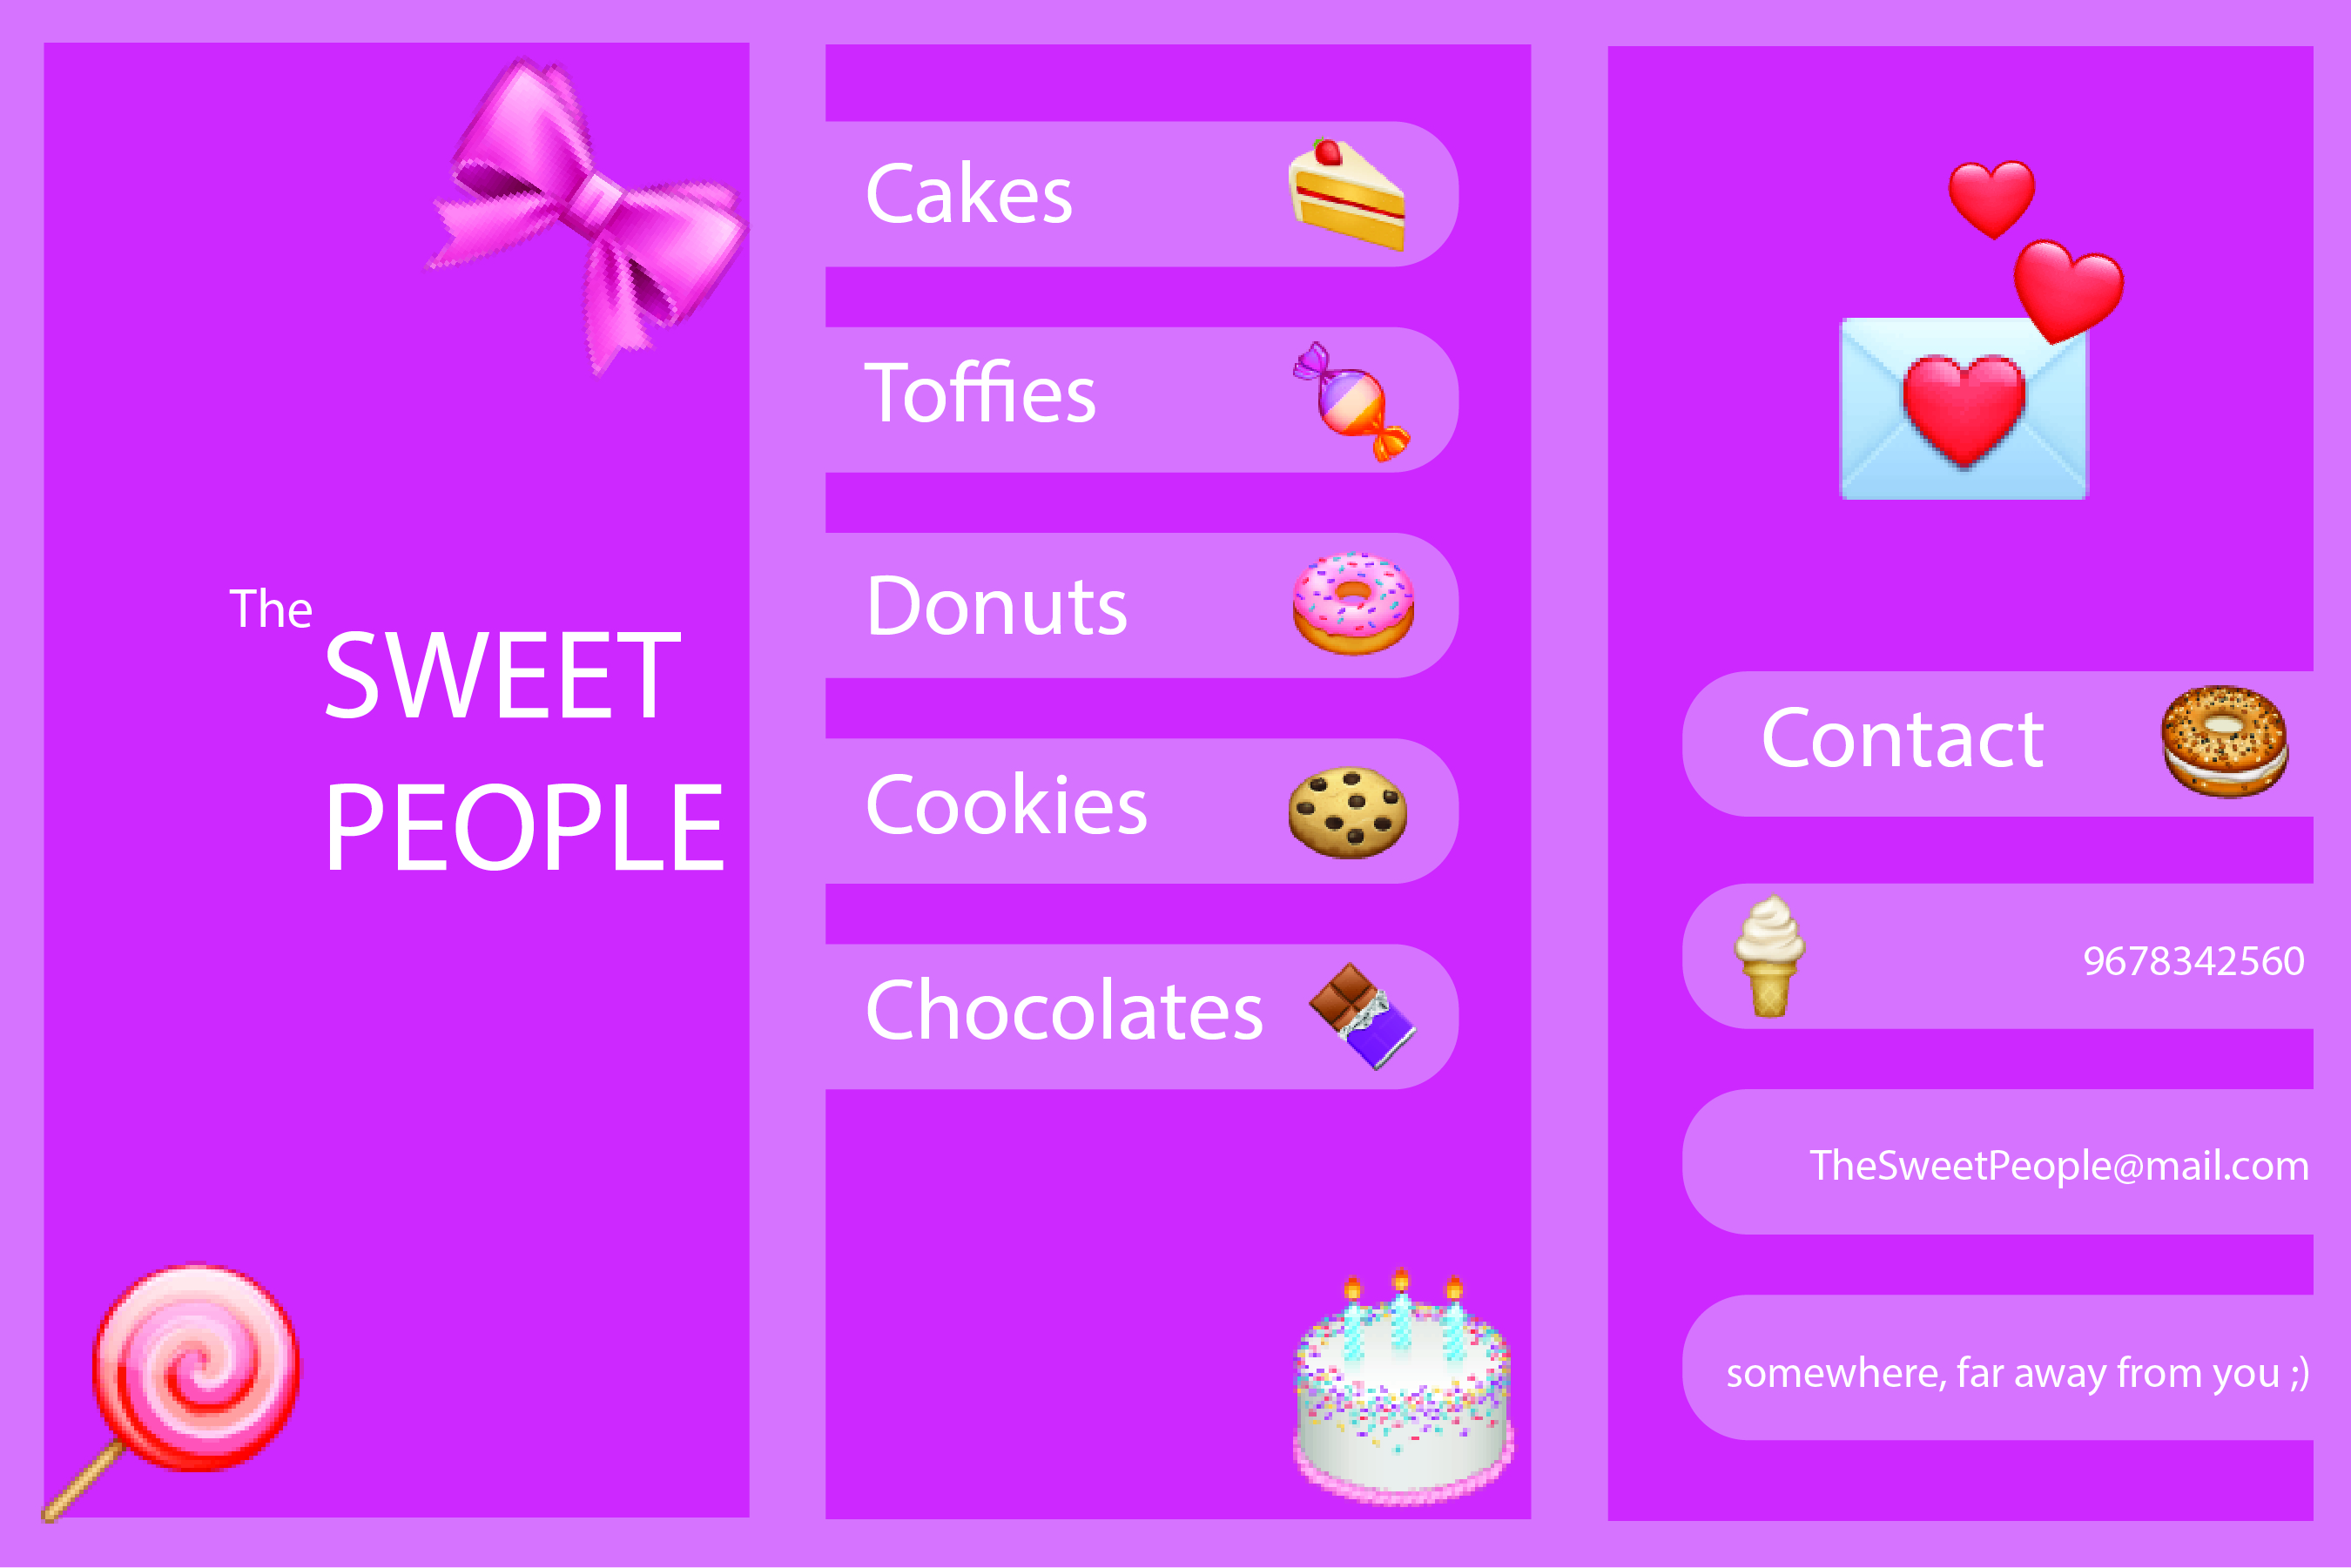 The
SWEET
PEOPLE
Cakes
Toffies
Donuts
Cookies
Chocolates
Contact
9678342560
TheSweetPeople@mail.com
somewhere, far away from you ;)